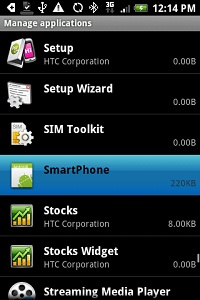 3G
12:14 PM
Manage applications
Setup
HTC Corporation 0.00B
Setup Wizard
0.00B
SIM Toolkit
0.00B
SmartPhone
220KB
Stocks
HTC Corporation 8.00KB
Stocks Widget
HTC Corporation 0.00B
Streaming Media Player